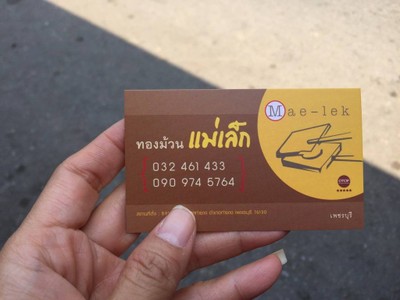 Mae-lek
ทองม้วน แม่เล็ก
032 461 433
090 974 5764
เพชรบุรี